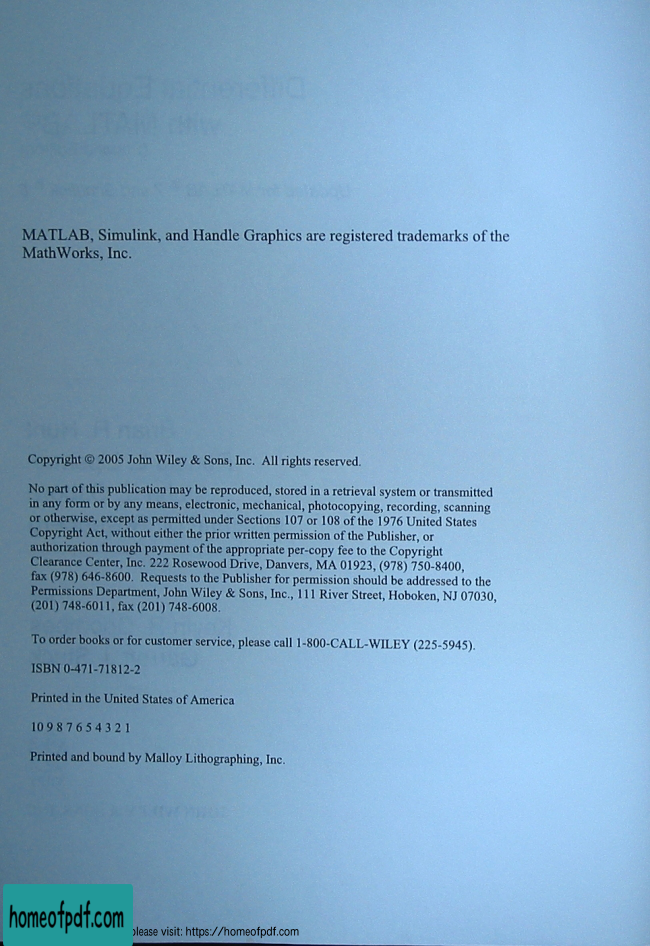 MATLAB, Simulink, and Handle Graphics are registered trademarks of the
MathWorks, Inc.
Copyright © 2005 John Wiley & Sons, Inc. All rights reserved.
No part of this publication may be reproduced, stored in a retrieval system or transmitted
in any form or by any means, electronic, mechanical, photocopying, recording, scanning
or otherwise, except as permitted under Sections 107 or 108 of the 1976 United States
Copyright Act, without either the prior written permission of the Publisher, or
authorization through payment of the appropriate per-copy fee to the Copyright
Clearance Center, Inc. 222 Rosewood Drive, Danvers, MA 01923, (978) 750-8400,
fax (978) 646-8600. Requests to the Publisher for permission should be addressed to the
Permissions Department, John Wiley & Sons, Inc., 111 River Street, Hoboken, NJ 07030,
(201) 748-6011, fax (201) 748-6008.
To order books or for customer service, please call 1-800-CALL-WILEY (225-5945).
ISBN 0-471-71812-2
Printed in the United States of America
10 9 8 7 6 5 4 3 2 1
Printed and bound by Malloy Lithographing, Inc.
homeofpdf.com
please visit: https://homeofpdf.com